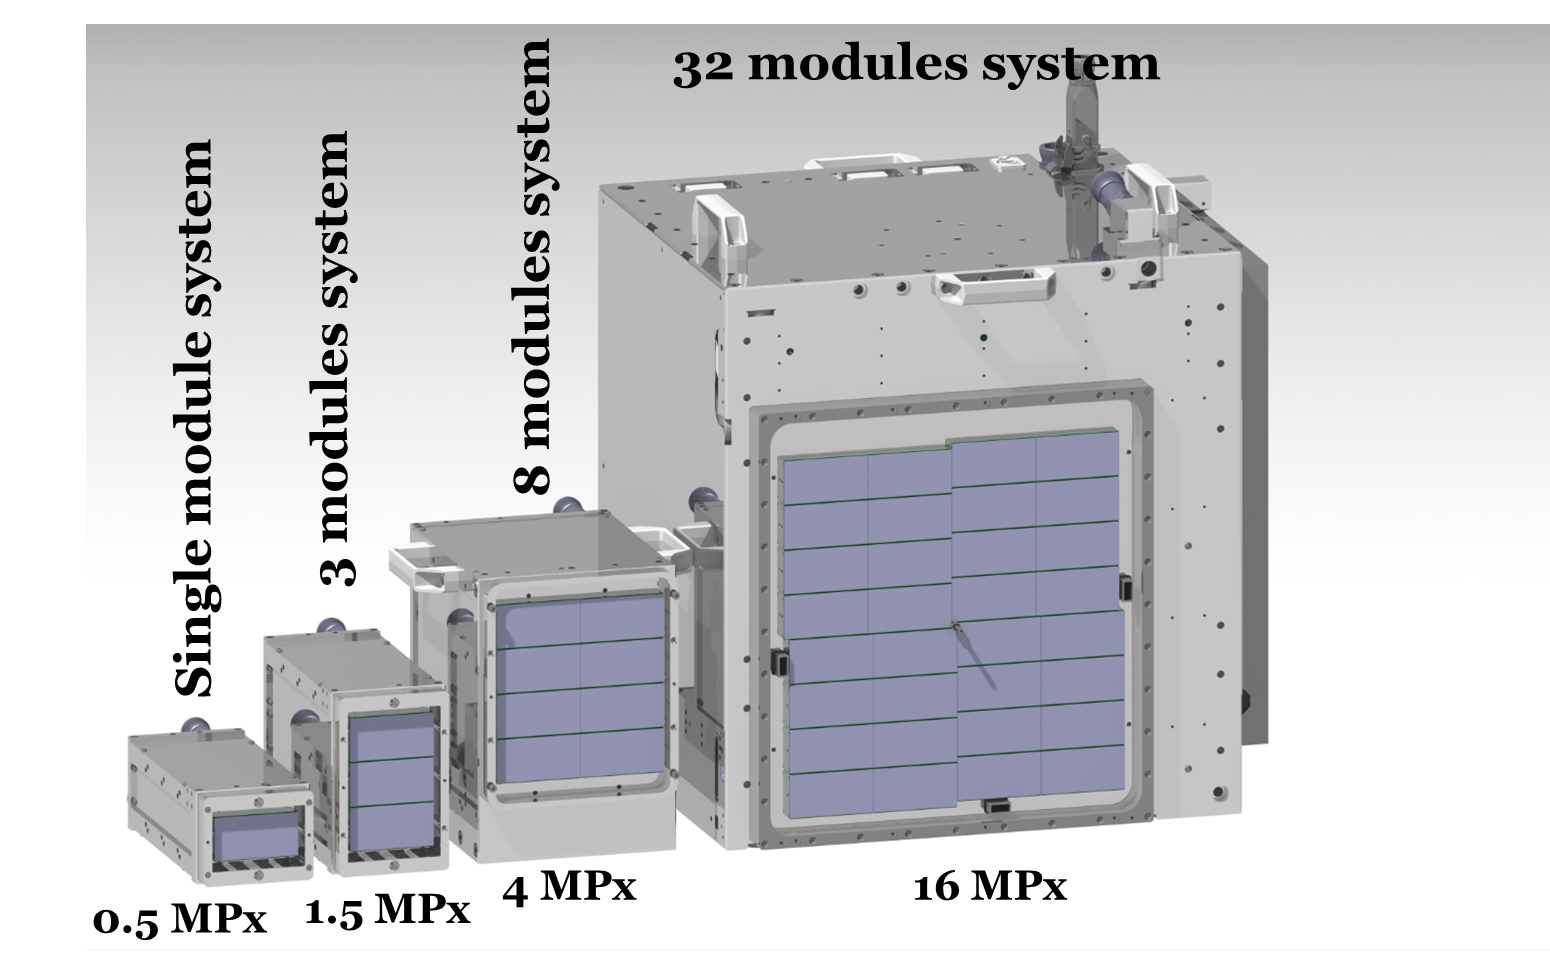 Single module system
3 modules system
8 modules system
32 modules system
0.5 MPx
1.5 MPx
4 MPx
16 MPx